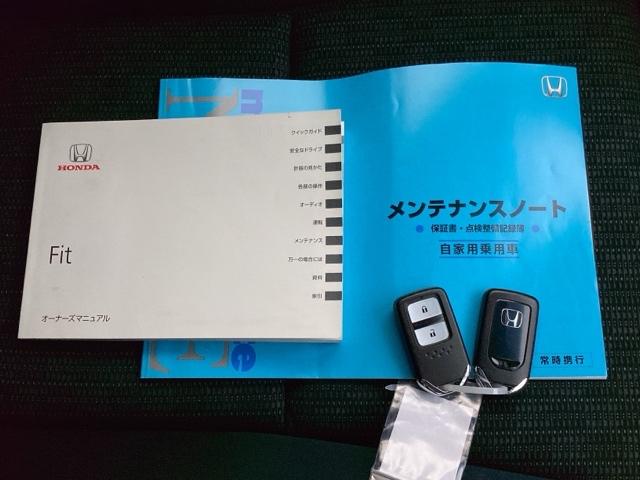 HONDA
Fit
オーナーズマニュアル
クイックガイド
安全なドライブ
計器の見かた
各部の操作
オーディオ
運転
メンテナンス
万一の場合には
資料
索引
メンテナンスノート
保証書・点検整備記録簿
自家用乗用車
常時携行